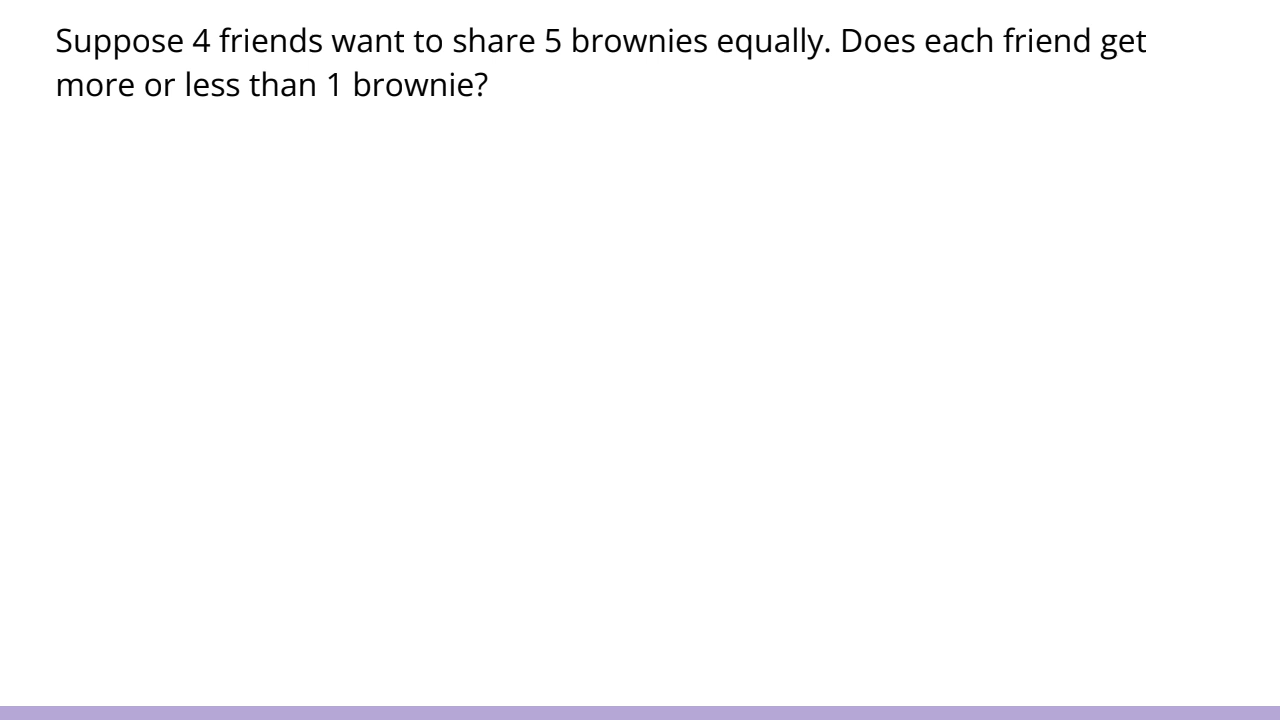 Suppose 4 friends want to share 5 brownies equally. Does each friend get
more or less than 1 brownie?